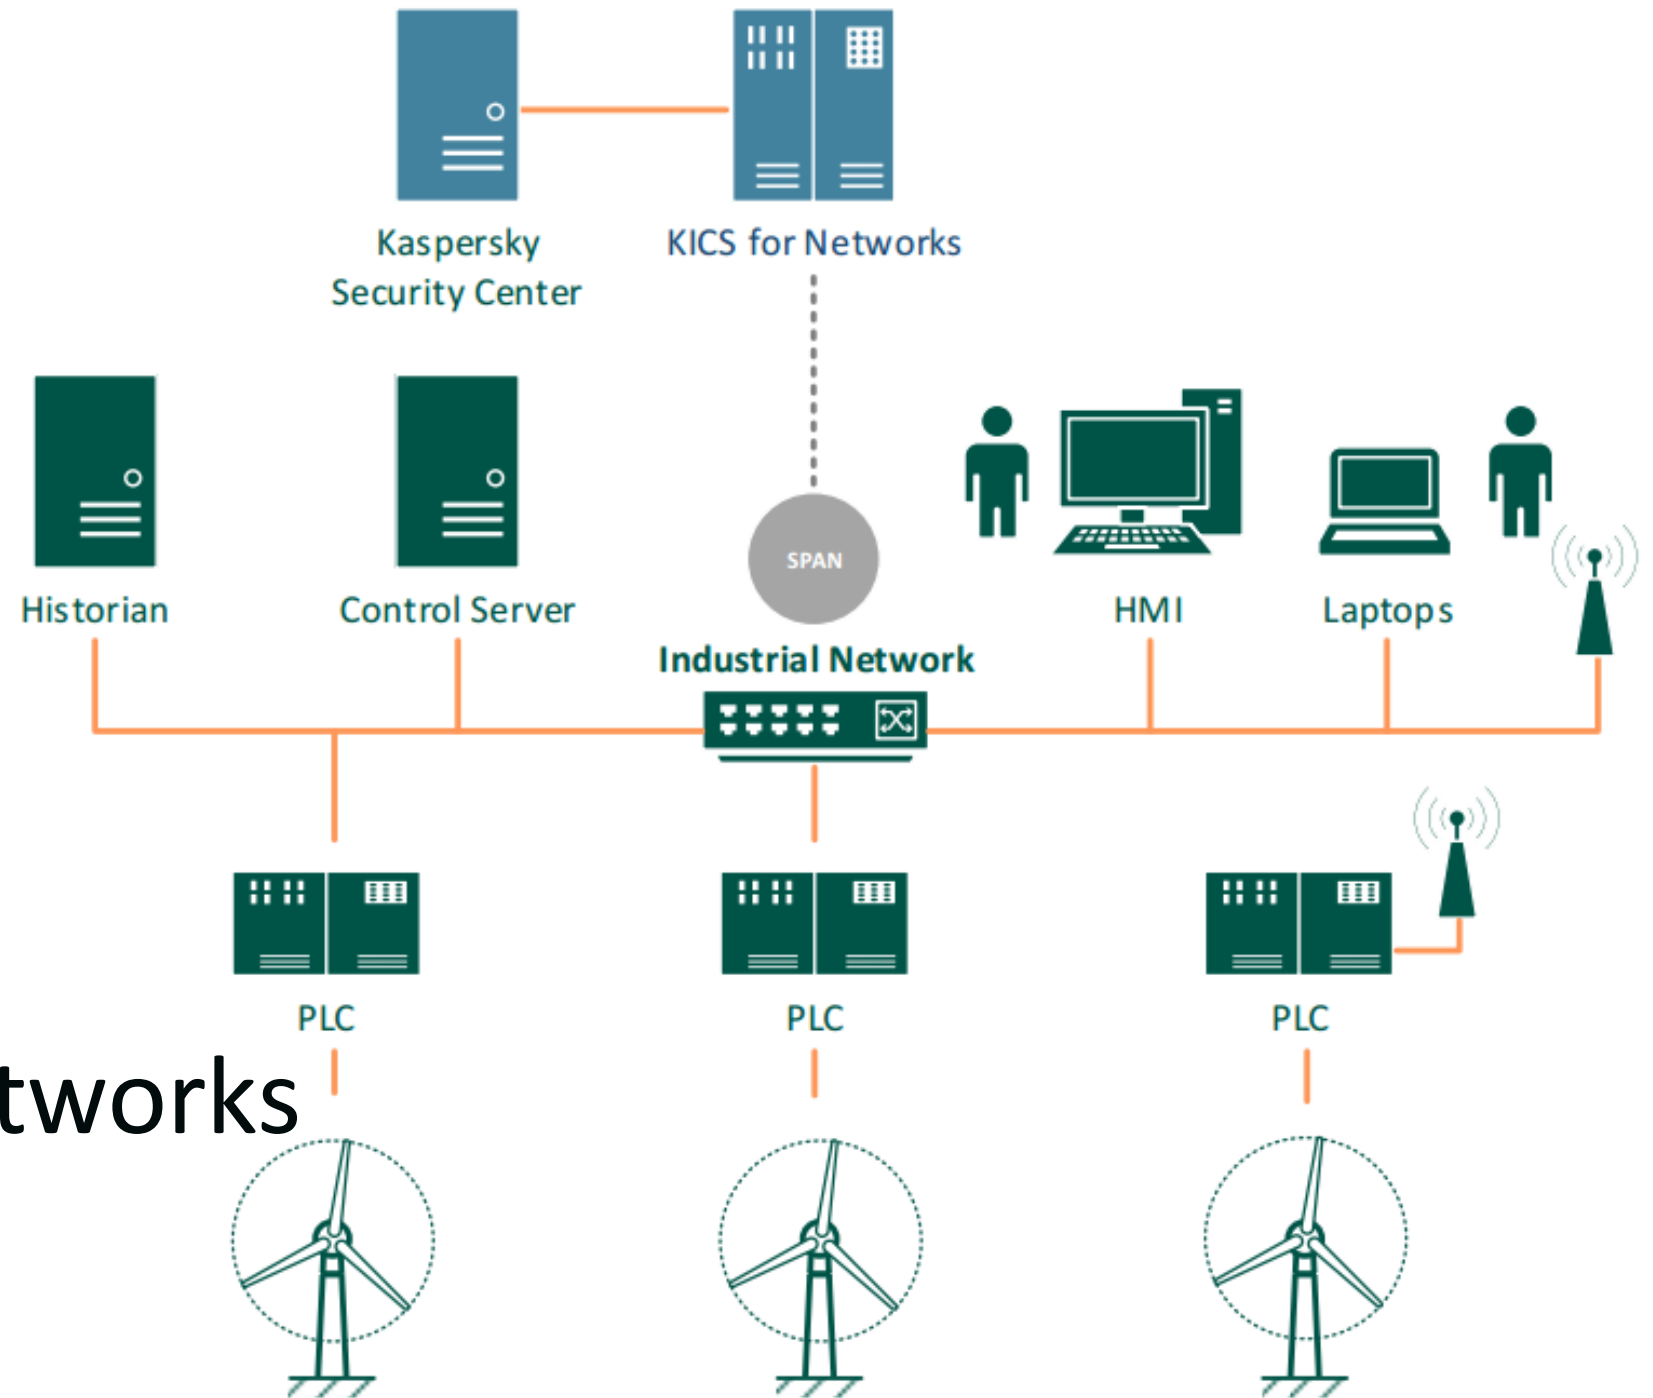 Kaspersky
Security Center
KICS for Networks
SPAN
Historian
Control Server
Industrial Network
HMI
Laptops
PLC
PLC
PLC
tworks